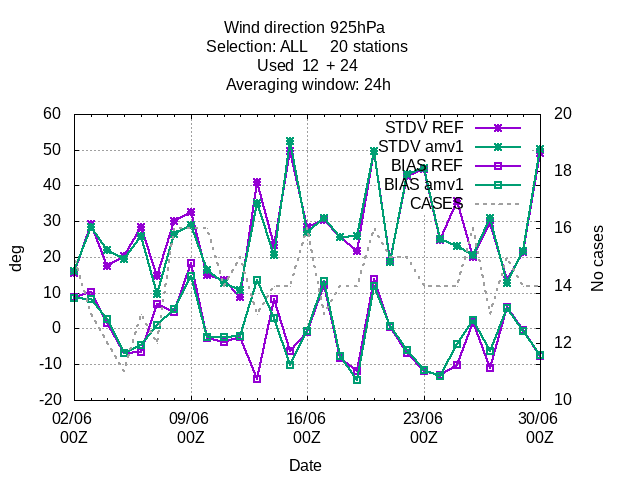 Wind direction 925hPa
Selection: ALL 20 stations
Used 12 + 24
Averaging window: 24h
60
50
40
30
20
10
0
-10
-20
deg
STDV REF
STDV amv1
BIAS REF
BIAS amv1
CASES
20
18
16
14
12
10
No cases
02/06 09/06 16/06 23/06 30/06
00Z 00Z 00Z 00Z 00Z
Date